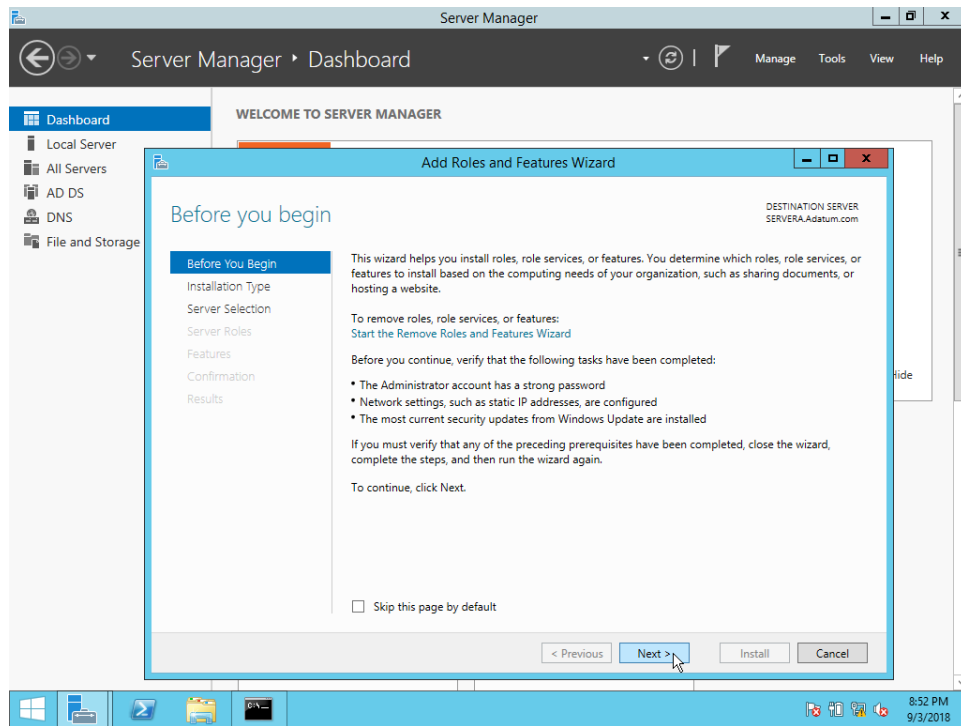 Server Manager
Server Manager • Dashboard
Manage Tools View Help
Dashboard
Local Server
All Servers
AD DS
DNS
File and Storage
WELCOME TO SERVER MANAGER
Hide
Add Roles and Features Wizard
Before you begin
DESTINATION SERVER
SERVERA.Adatum.com
Before You Begin
Installation Type
Server Selection
Server Roles
Features
Confirmation
Results
This wizard helps you install roles, role services, or features. You determine which roles, role services, or
features to install based on the computing needs of your organization, such as sharing documents, or
hosting a website.
To remove roles, role services, or features:
Start the Remove Roles and Features Wizard
Before you continue, verify that the following tasks have been completed:
• The Administrator account has a strong password
• Network settings, such as static IP addresses, are configured
• The most current security updates from Windows Update are installed
If you must verify that any of the preceding prerequisites have been completed, close the wizard,
complete the steps, and then run the wizard again.
To continue, click Next.
Skip this page by default
< Previous Next > Install Cancel
8:52 PM
9/3/2018